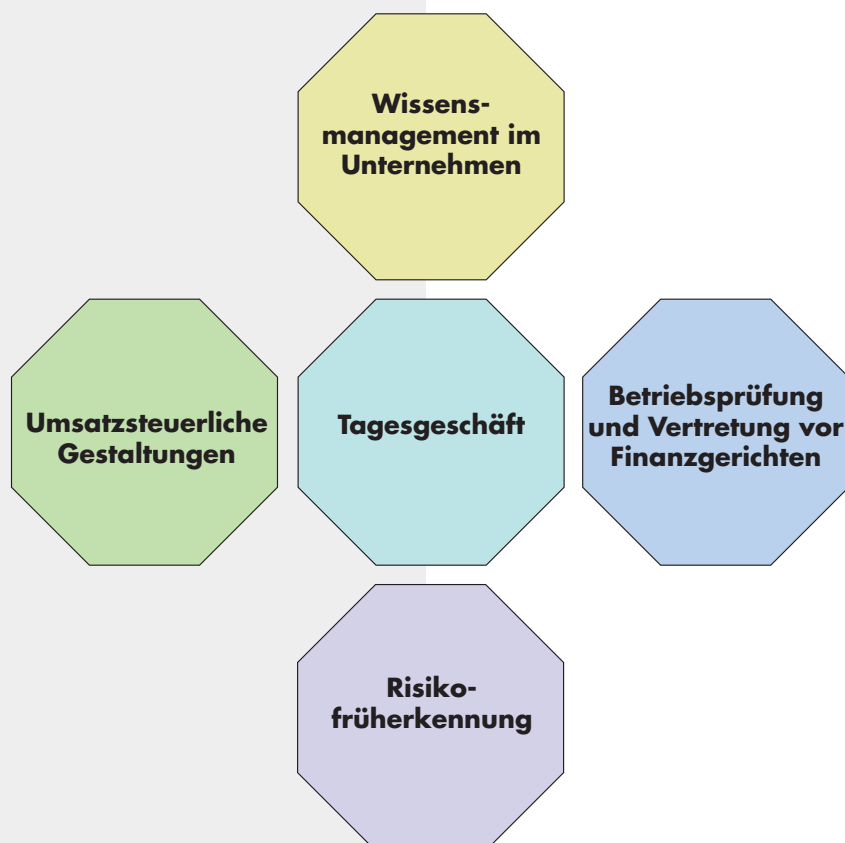 Wissens-
management im
Unternehmen
Umsatzsteuerliche
Gestaltungen
Tagesgeschäft
Betriebsprüfung
und Vertretung vor
Finanzgerichten
Risiko-
früherkennung